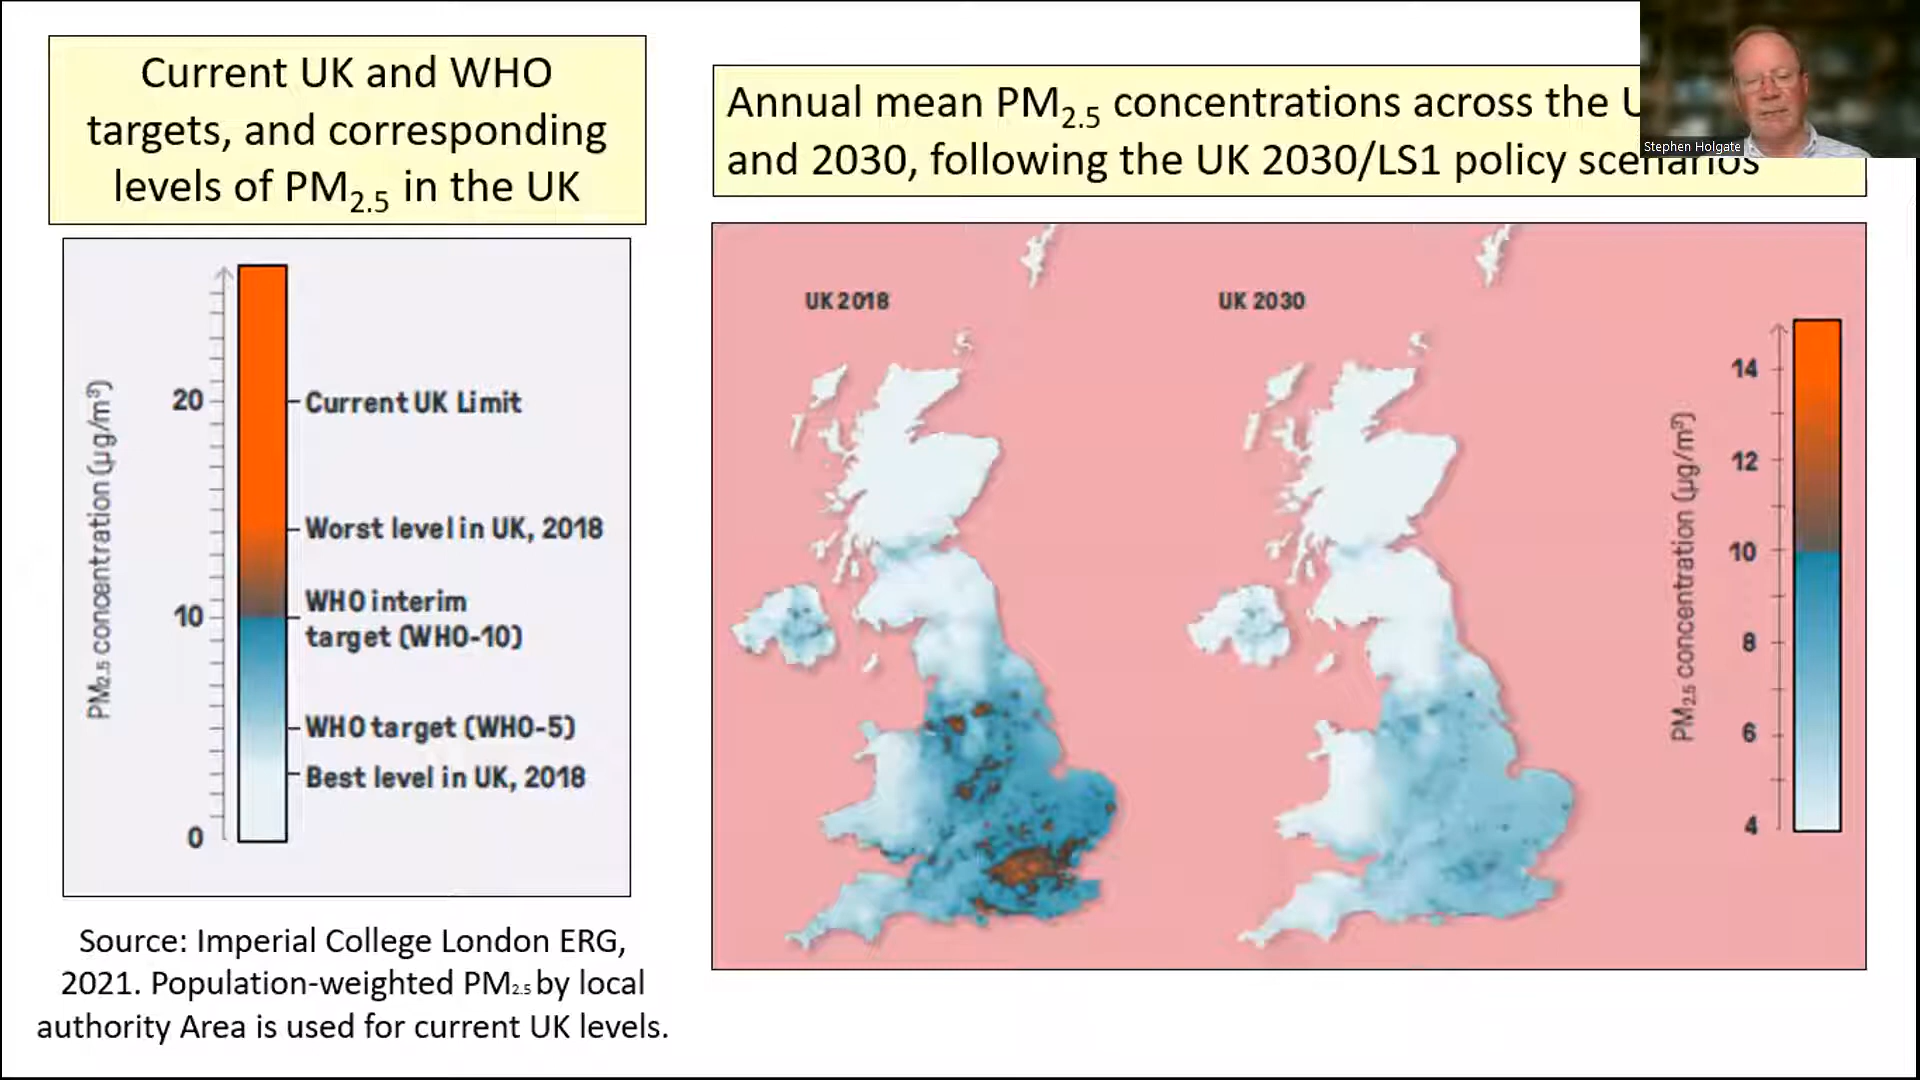 Current UK and WHO
targets, and corresponding
levels of PM2.5 in the UK
PM2.5 concentration (µg/m³)
20
10
0
Current UK Limit
Worst level in UK, 2018
WHO interim
target (WHO-10)
WHO target (WHO-5)
Best level in UK, 2018
Source: Imperial College London ERG,
2021. Population-weighted PM2.5 by local
authority Area is used for current UK levels.
Annual mean PM2.5 concentrations across the
and 2030, following the UK 2030/LS1 policy scenarios
Stephen Holgate
UK 2018
UK 2030
PM2.5 concentration (µg/m³)
14
12
10
8
6
4